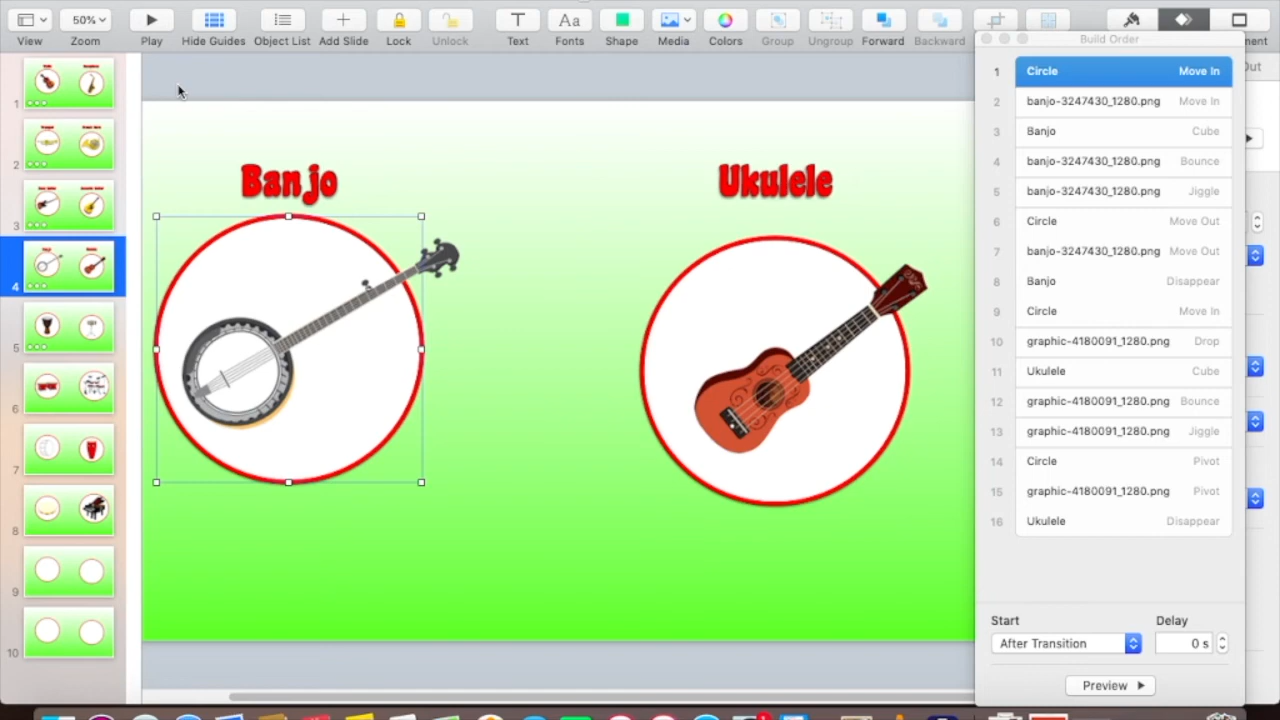 50%
View
Zoom
Play
Hide Guides
Object List
Add Slide
Lock
Unlock
T
Text
Aa
Fonts
Shape
Media
Colors
Group
Ungroup
Forward
Backward
ment
Out
Build Order
1 Circle Move In
2 banjo-3247430_1280.png Move In
3 Banjo Cube
4 banjo-3247430_1280.png Bounce
5 banjo-3247430_1280.png Jiggle
6 Circle Move Out
7 banjo-3247430_1280.png Move Out
8 Banjo Disappear
9 Circle Move In
10 graphic-4180091_1280.png Drop
11 Ukulele Cube
12 graphic-4180091_1280.png Bounce
13 graphic-4180091_1280.png Jiggle
14 Circle Pivot
15 graphic-4180091_1280.png Pivot
16 Ukulele Disappear
Start
Delay
After Transition
0 s
Preview
Banjo
Ukulele
1
2
3
4
5
6
7
8
9
10